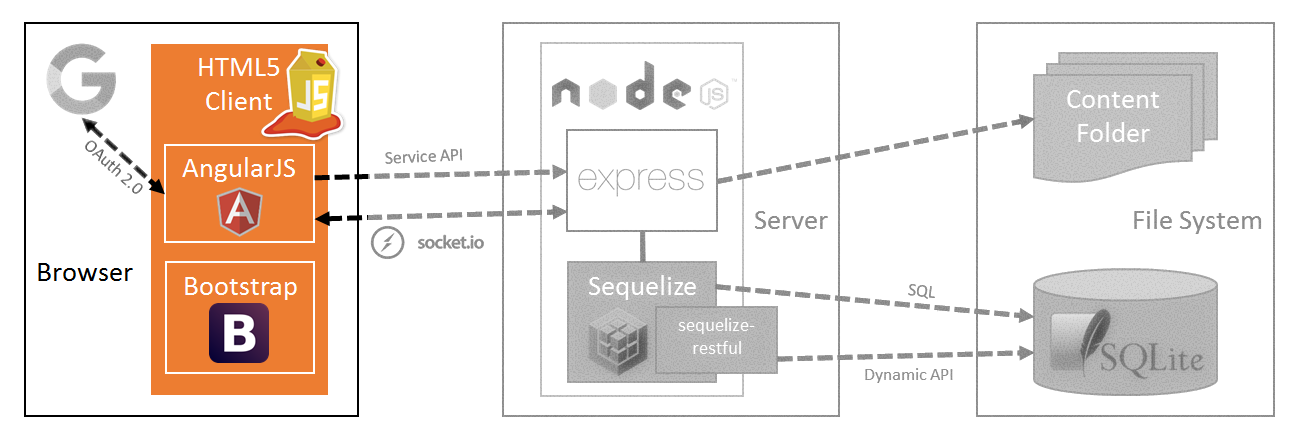 G
HTML5
Client
JS
OAuth 2.0
AngularJS
A
Bootstrap
B
Browser
Service API
socket.io
node
JS
™
express
Server
Sequelize
sequelize-
restful
SQL
Dynamic API
Content
Folder
File System
SQLite